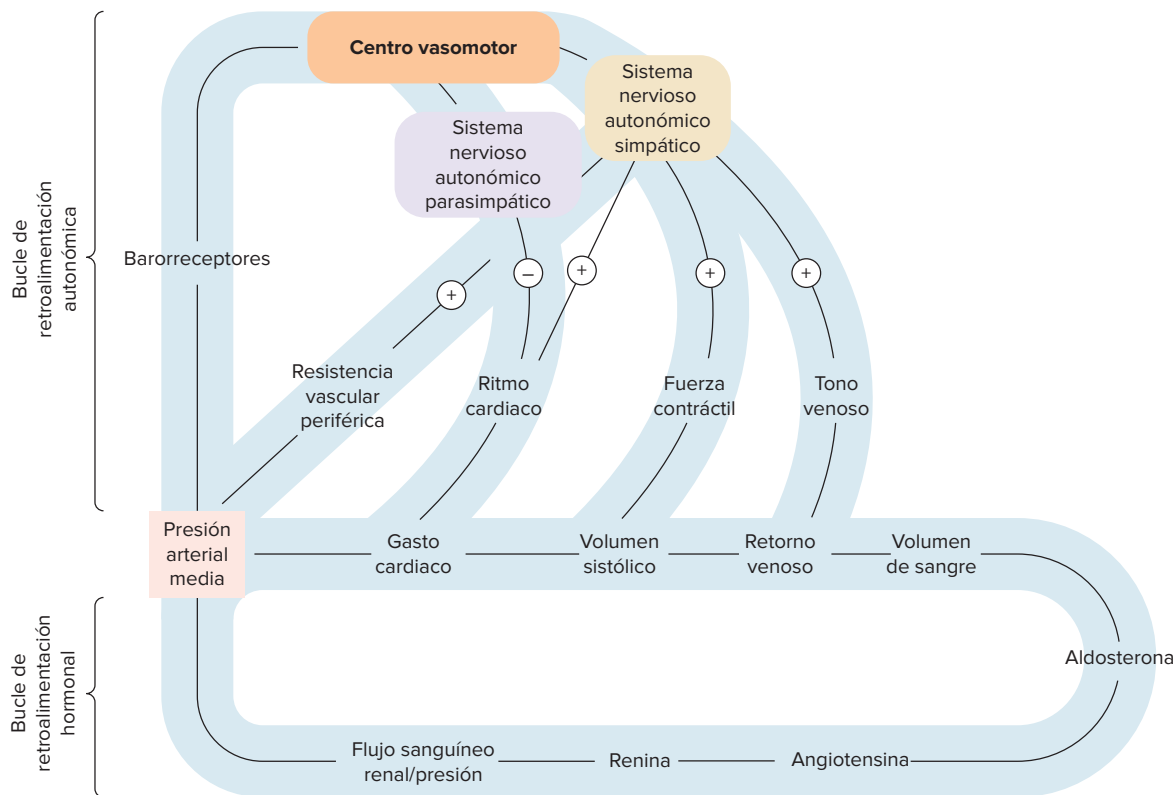 Centro vasomotor
Sistema
nervioso
autonómico
simpático
Sistema
nervioso
autonómico
parasimpático
Bucle de
retroalimentación
autonómica
Barorreceptores
+
–
+
+
+
Resistencia
vascular
periférica
Ritmo
cardiaco
Fuerza
contráctil
Tono
venoso
Presión
arterial
media
Gasto
cardiaco
Volumen
sistólico
Retorno
venoso
Volumen
de sangre
Bucle de
retroalimentación
hormonal
Aldosterona
Flujo sanguíneo
renal/presión
Renina
Angiotensina